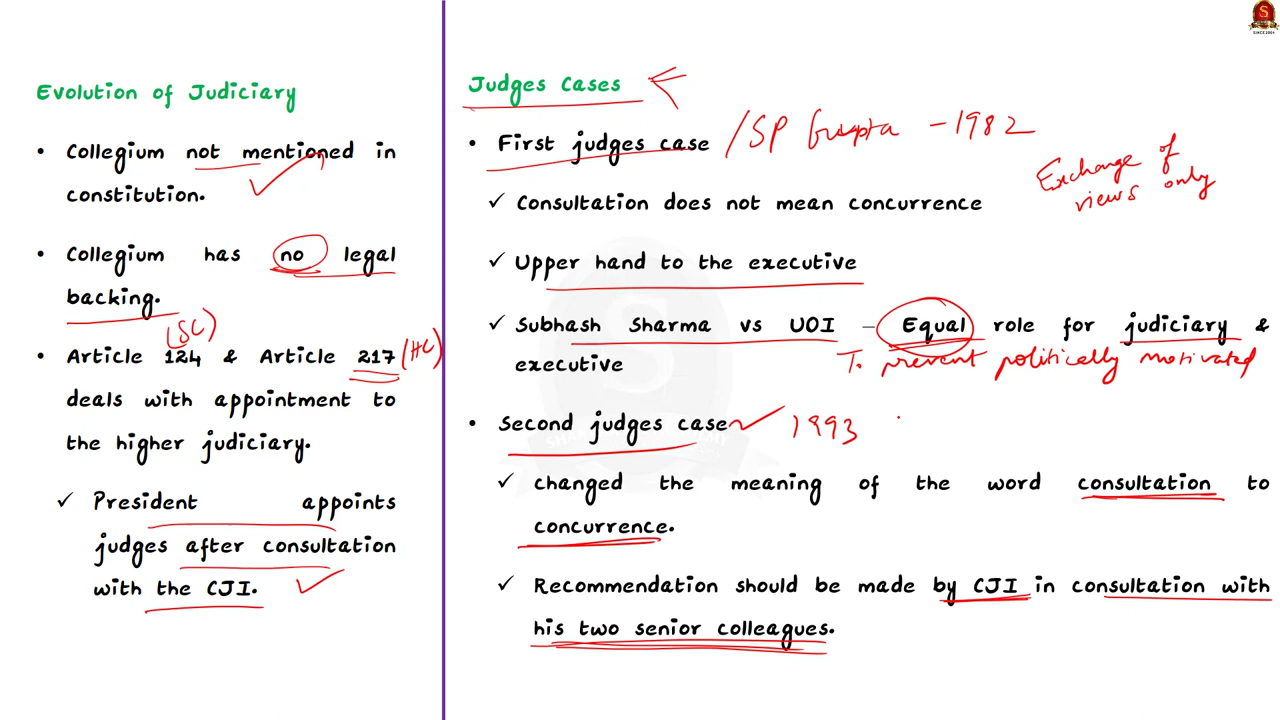 SINCE 2004
Evolution of Judiciary
• Collegium not mentioned in
constitution.
• Collegium has no legal
backing.
(SC)
• Article 124 & Article 217 (HC)
deals with appointment to
the higher judiciary.
✓ President appoints
judges after consultation
with the CJI.
Judges Cases
• First judges case / SP Gupta - 1982
Exchange of
views only
✓ Consultation does not mean concurrence
✓ Upper hand to the executive
✓ Subhash Sharma vs UOI – Equal role for judiciary &
executive
To prevent politically motivated
• Second judges case 1993
✓ changed the meaning of the word consultation to
concurrence.
✓ Recommendation should be made by CJI in consultation with
his two senior colleagues.